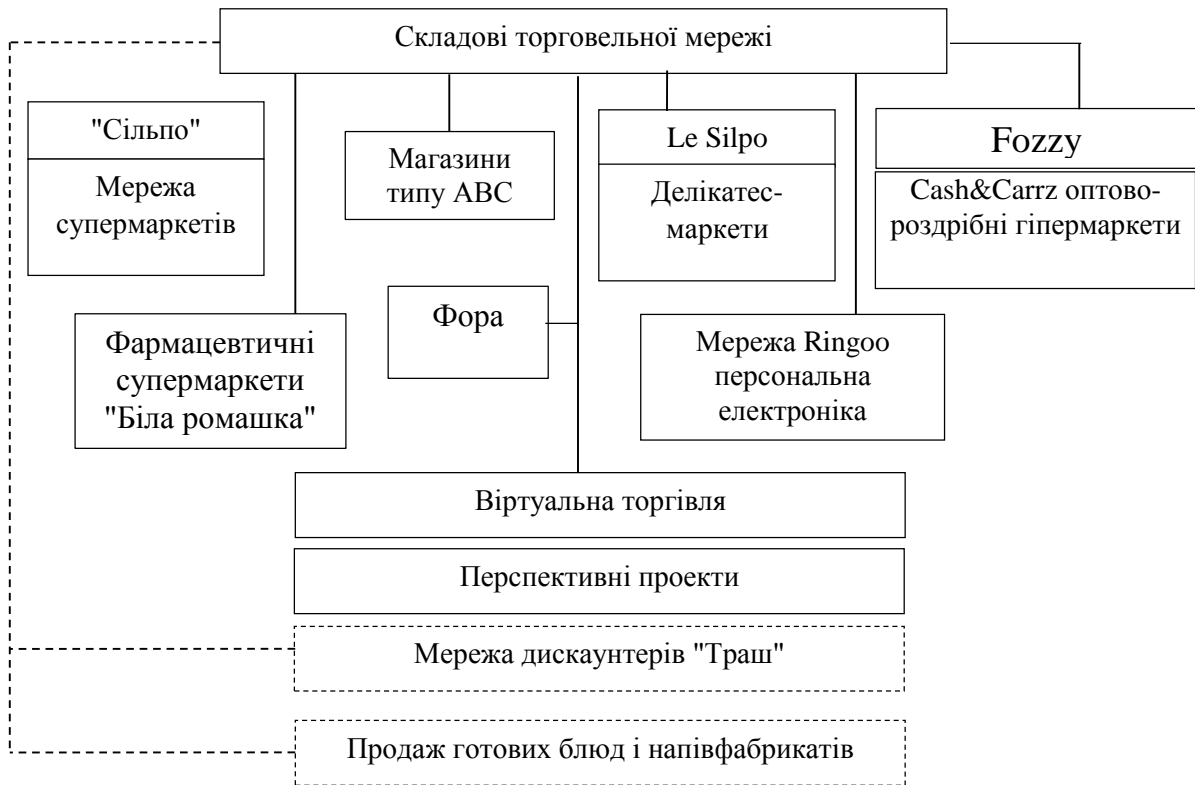 Складові торговельної мережі
"Сільпо"
Мережа
супермаркетів
Магазини
типу АВС
Le Silpo
Делікатес-
маркети
Fozzy
Cash&Carrz оптово-
роздрібні гіпермаркети
Фармацевтичні
супермаркети
"Біла ромашка"
Фора
Мережа Ringoo
персональна
електроніка
Віртуальна торгівля
Перспективні проекти
Мережа дискаунтерів "Траш"
Продаж готових блюд і напівфабрикатів